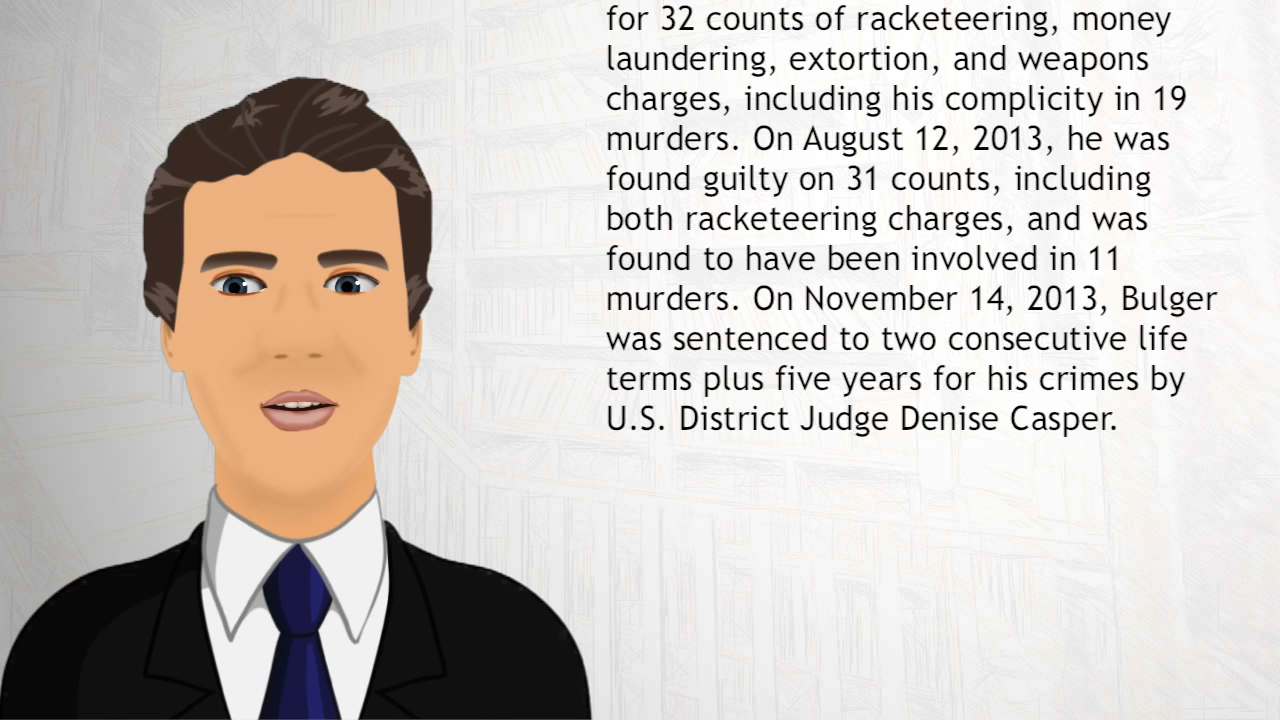 for 32 counts of racketeering, money
laundering, extortion, and weapons
charges, including his complicity in 19
murders. On August 12, 2013, he was
found guilty on 31 counts, including
both racketeering charges, and was
found to have been involved in 11
murders. On November 14, 2013, Bulger
was sentenced to two consecutive life
terms plus five years for his crimes by
U.S. District Judge Denise Casper.